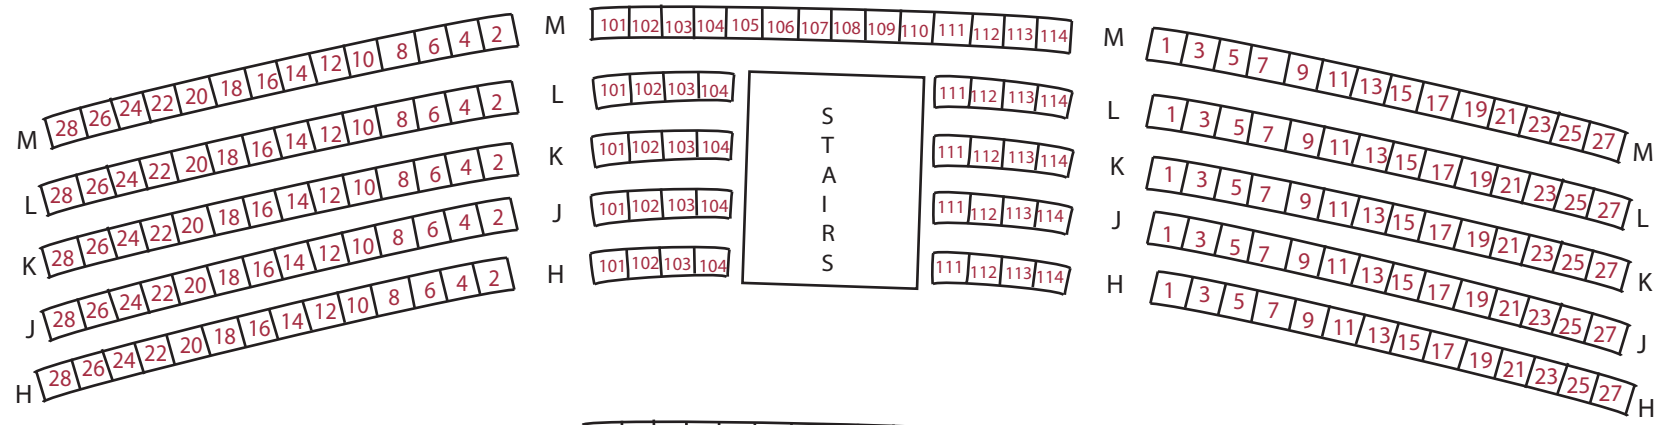 M 28 26 24 22 20 18 16 14 12 10 8 6 4 2 M
L 28 26 24 22 20 18 16 14 12 10 8 6 4 2 L
K 28 26 24 22 20 18 16 14 12 10 8 6 4 2 K
J 28 26 24 22 20 18 16 14 12 10 8 6 4 2 J
H 28 26 24 22 20 18 16 14 12 10 8 6 4 2 H
101 102 103 104 105 106 107 108 109 110 111 112 113 114
101 102 103 104
101 102 103 104
101 102 103 104
101 102 103 104
S
T
A
I
R
S
111 112 113 114
111 112 113 114
111 112 113 114
111 112 113 114
M 1 3 5 7 9 11 13 15 17 19 21 23 25 27 M
L 1 3 5 7 9 11 13 15 17 19 21 23 25 27 L
K 1 3 5 7 9 11 13 15 17 19 21 23 25 27 K
J 1 3 5 7 9 11 13 15 17 19 21 23 25 27 J
H 1 3 5 7 9 11 13 15 17 19 21 23 25 27 H